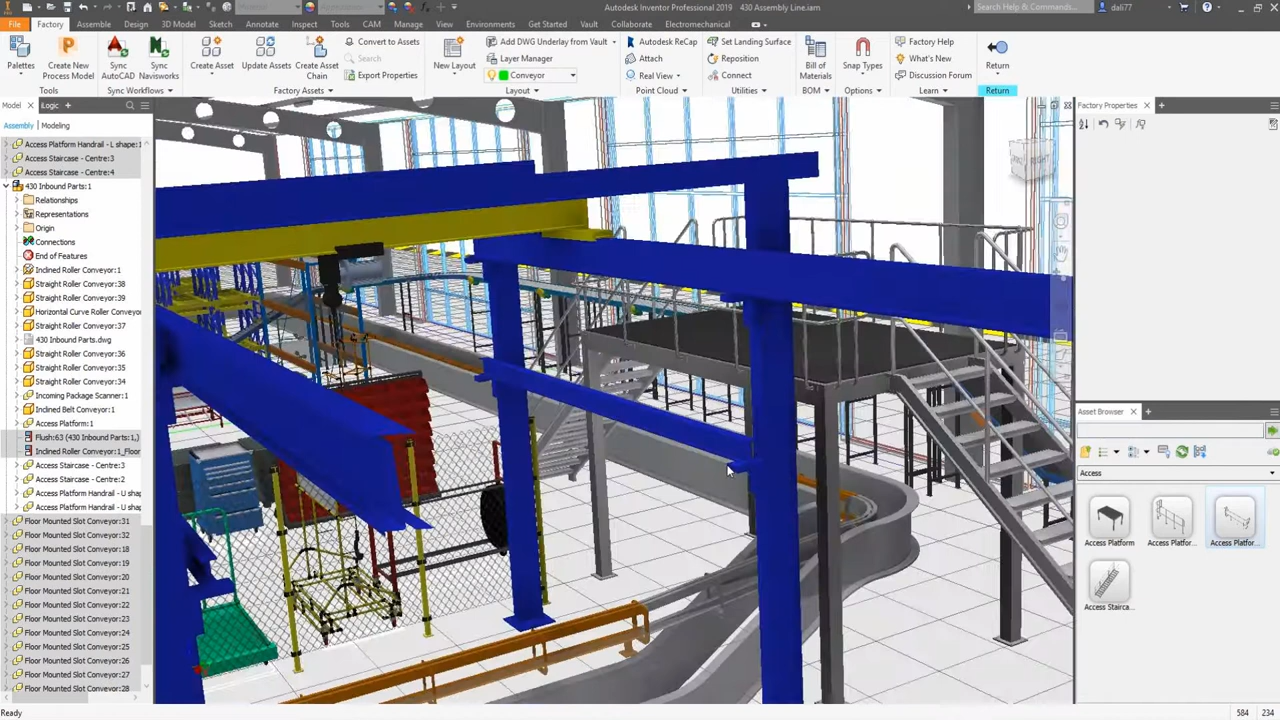 Autodesk Inventor Professional 2019 430 Assembly Line.iam
Search Help & Commands...
dali77
File Factory Assemble Design 3D Model Sketch Annotate Inspect Tools CAM Manage View Environments Get Started Vault Collaborate Electromechanical
Palettes
Create New
Process Model
Sync
AutoCAD
Sync
Navisworks
Create Asset
Update Assets
Create Asset
Chain
Convert to Assets
Search
Export Properties
New Layout
Add DWG Underlay from Vault
Layer Manager
Conveyor
Autodesk ReCap
Attach
Real View
Set Landing Surface
Reposition
Connect
Bill of
Materials
Snap Types
Factory Help
What's New
Discussion Forum
Return
Tools Sync Workflows Factory Assets Layout Point Cloud Utilities BOM Options Learn Return
Model Logic
Assembly Modeling
Access Platform Handrail - L shape:1
Access Staircase - Centre:3
Access Staircase - Centre:4
430 Inbound Parts:1
Relationships
Representations
Origin
Connections
End of Features
Inclined Roller Conveyor:1
Straight Roller Conveyor:38
Straight Roller Conveyor:39
Horizontal Curve Roller Conveyor
Straight Roller Conveyor:37
430 Inbound Parts.dwg
Straight Roller Conveyor:36
Straight Roller Conveyor:35
Straight Roller Conveyor:34
Incoming Package Scanner:1
Inclined Belt Conveyor:1
Access Platform:1
Flush:63 (430 Inbound Parts:1,)
Inclined Roller Conveyor:1_Floor
Access Staircase - Centre:3
Access Staircase - Centre:2
Access Platform Handrail - U shap
Access Platform Handrail - U shap
Floor Mounted Slot Conveyor:31
Floor Mounted Slot Conveyor:32
Floor Mounted Slot Conveyor:18
Floor Mounted Slot Conveyor:19
Floor Mounted Slot Conveyor:20
Floor Mounted Slot Conveyor:21
Floor Mounted Slot Conveyor:22
Floor Mounted Slot Conveyor:23
Floor Mounted Slot Conveyor:24
Floor Mounted Slot Conveyor:25
Floor Mounted Slot Conveyor:26
Floor Mounted Slot Conveyor:27
Floor Mounted Slot Conveyor:28
Factory Properties
Asset Browser
Access
Access Platform
Access Platfor...
Access Platfor...
Access Stairca...
Ready
584 234